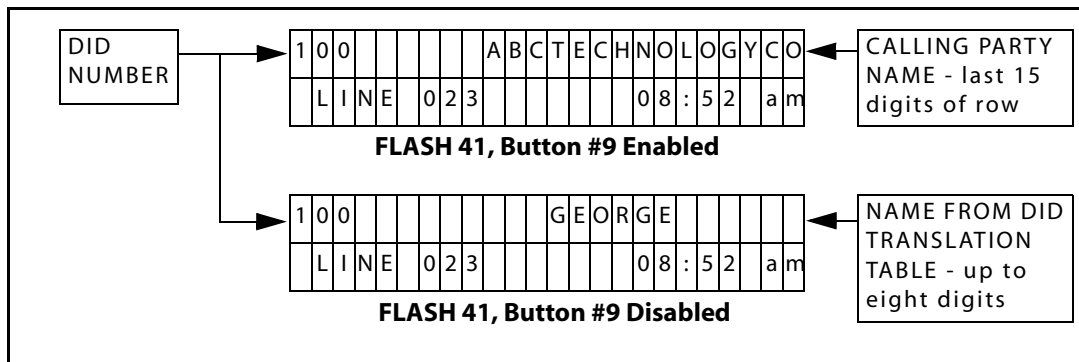 DID
NUMBER
100 ABCTECHNOLOGYCO
LINE 023 08:52 am
CALLING PARTY
NAME - last 15
digits of row
FLASH 41, Button #9 Enabled
100 GEORGE
LINE 023 08:52 am
NAME FROM DID
TRANSLATION
TABLE - up to
eight digits
FLASH 41, Button #9 Disabled